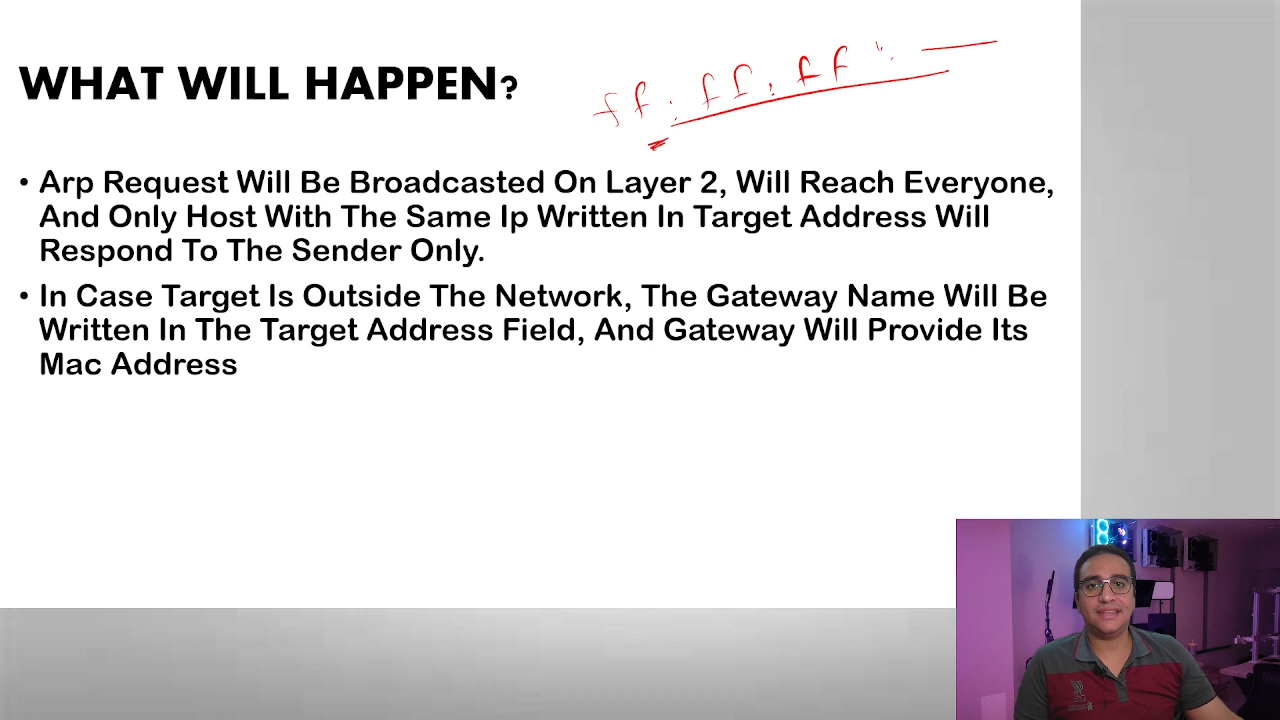 WHAT WILL HAPPEN?
ff: ff: ff:
• Arp Request Will Be Broadcasted On Layer 2, Will Reach Everyone,
And Only Host With The Same Ip Written In Target Address Will
Respond To The Sender Only.
• In Case Target Is Outside The Network, The Gateway Name Will Be
Written In The Target Address Field, And Gateway Will Provide Its
Mac Address